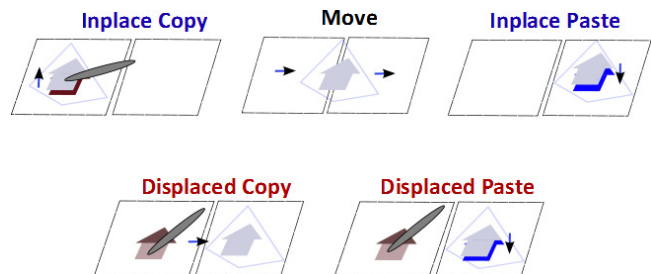 Inplace Copy
Move
Inplace Paste
Displaced Copy
Displaced Paste